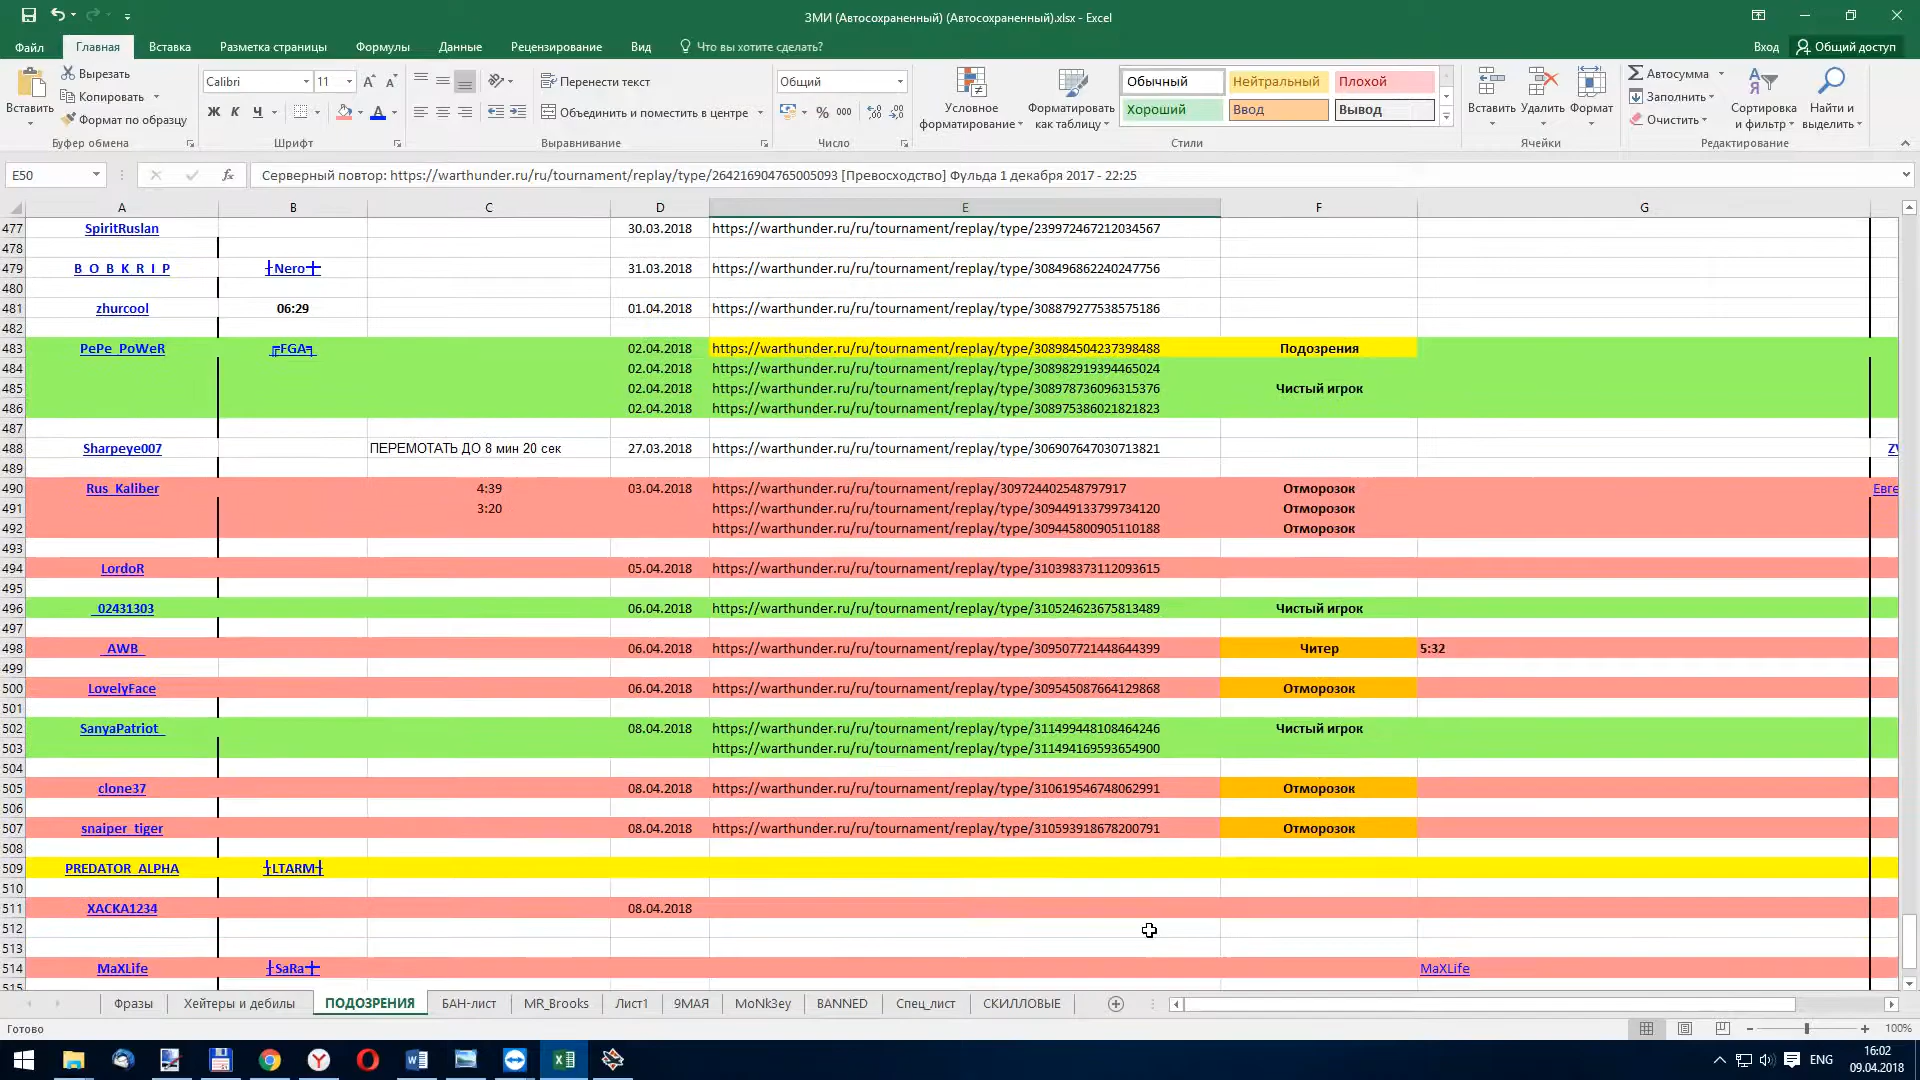 ЗМИ (Автосохраненный) (Автосохраненный).xlsx - Excel
Файл Главная Вставка Разметка страницы Формулы Данные Рецензирование Вид Что вы хотите сделать? Вход Общий доступ
Вставить Вырезать Копировать Формат по образцу Буфер обмена
Calibri 11 Ж К Ч Шрифт
Перенести текст Объединить и поместить в центре Выравнивание
Общий % 000 Число
Условное форматирование Форматировать как таблицу
Обычный Нейтральный Плохой
Хороший Ввод Вывод
Стили
Вставить Удалить Формат Ячейки
Автосумма Заполнить Очистить Сортировка и фильтр Найти и выделить Редактирование
E50 fx Серверный повтор: https://warthunder.ru/ru/tournament/replay/type/264216904765005093 [Превосходство] Фульда 1 декабря 2017 - 22:25
A B C D E F G
477 SpiritRuslan 30.03.2018 https://warthunder.ru/ru/tournament/replay/type/239972467212034567
478
479 B_O_B_K_R_I_P ┨Nero┿ 31.03.2018 https://warthunder.ru/ru/tournament/replay/type/308496862240247756
480
481 zhurcool 06:29 01.04.2018 https://warthunder.ru/ru/tournament/replay/type/308879277538575186
482
483 PePe_PoWeR ╔FGA╗ 02.04.2018 https://warthunder.ru/ru/tournament/replay/type/308984504237398488 Подозрения
484 02.04.2018 https://warthunder.ru/ru/tournament/replay/type/308982919394465024
485 02.04.2018 https://warthunder.ru/ru/tournament/replay/type/308978736096315376 Чистый игрок
486 02.04.2018 https://warthunder.ru/ru/tournament/replay/type/308975386021821823
487
488 Sharpeye007 ПЕРЕМОТАТЬ ДО 8 мин 20 сек 27.03.2018 https://warthunder.ru/ru/tournament/replay/type/306907647030713821
489
490 Rus_Kaliber 4:39 03.04.2018 https://warthunder.ru/ru/tournament/replay/309724402548797917 Отморозок Евге
491 3:20 https://warthunder.ru/ru/tournament/replay/type/309449133799734120 Отморозок
492 https://warthunder.ru/ru/tournament/replay/type/309445800905110188 Отморозок
493
494 LordoR 05.04.2018 https://warthunder.ru/ru/tournament/replay/type/310398373112093615
495
496 _02431303 06.04.2018 https://warthunder.ru/ru/tournament/replay/type/310524623675813489 Чистый игрок
497
498 _AWB_ 06.04.2018 https://warthunder.ru/ru/tournament/replay/type/309507721448644399 Читер 5:32
499
500 LovelyFace 06.04.2018 https://warthunder.ru/ru/tournament/replay/type/309545087664129868 Отморозок
501
502 SanyaPatriot_ 08.04.2018 https://warthunder.ru/ru/tournament/replay/type/311499448108464246 Чистый игрок
503 https://warthunder.ru/ru/tournament/replay/type/311494169593654900
504
505 clone37 08.04.2018 https://warthunder.ru/ru/tournament/replay/type/310619546748062991 Отморозок
506
507 snaiper_tiger 08.04.2018 https://warthunder.ru/ru/tournament/replay/type/310593918678200791 Отморозок
508
509 PREDATOR_ALPHA ┽LTARM┽
510
511 XACKA1234 08.04.2018
512
513
514 MaXLife ┨SaRa┿ MaXLife
515
Фразы Хейтеры и дебилы ПОДОЗРЕНИЯ БАН-лист MR_Brooks Лист1 9МАЯ MoNk3ey BANNED Спец_лист СКИЛЛОВЫЕ
Готово 100%
ENG 16:02
09.04.2018